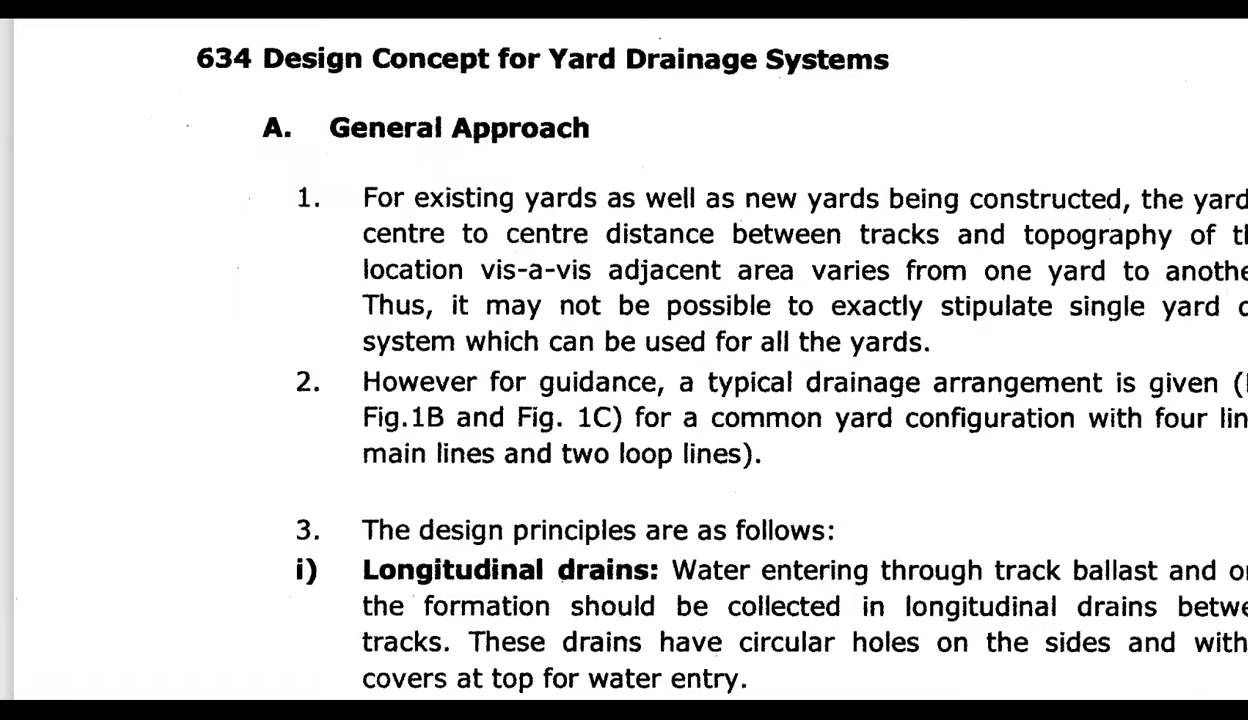 634 Design Concept for Yard Drainage Systems
A. General Approach
1. For existing yards as well as new yards being constructed, the yard
centre to centre distance between tracks and topography of
location vis-a-vis adjacent area varies from one yard to
Thus, it may not be possible to exactly stipulate single yard
system which can be used for all the yards.
2. However for guidance, a typical drainage arrangement is given (
Fig.1B and Fig. 1C) for a common yard configuration with four
main lines and two loop lines).
3. The design principles are as follows:
i) Longitudinal drains: Water entering through track ballast and
the formation should be collected in longitudinal drains
tracks. These drains have circular holes on the sides and with
covers at top for water entry.